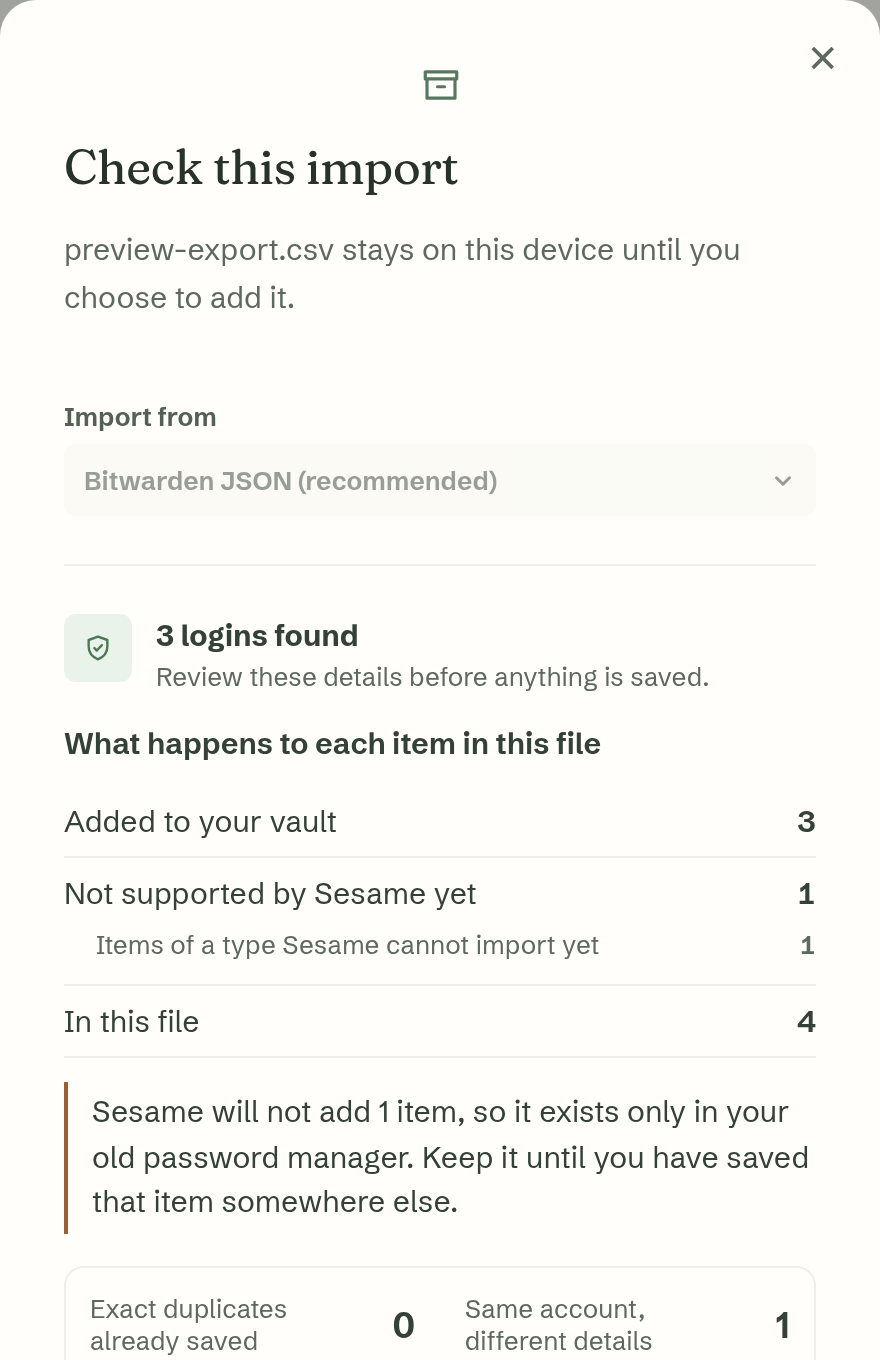 Check this import
preview-export.csv stays on this device until you
choose to add it.
Import from
Bitwarden JSON (recommended)
3 logins found
Review these details before anything is saved.
What happens to each item in this file
Added to your vault 3
Not supported by Sesame yet 1
Items of a type Sesame cannot import yet 1
In this file 4
Sesame will not add 1 item, so it exists only in your
old password manager. Keep it until you have saved
that item somewhere else.
Exact duplicates
already saved
0
Same account,
different details
1